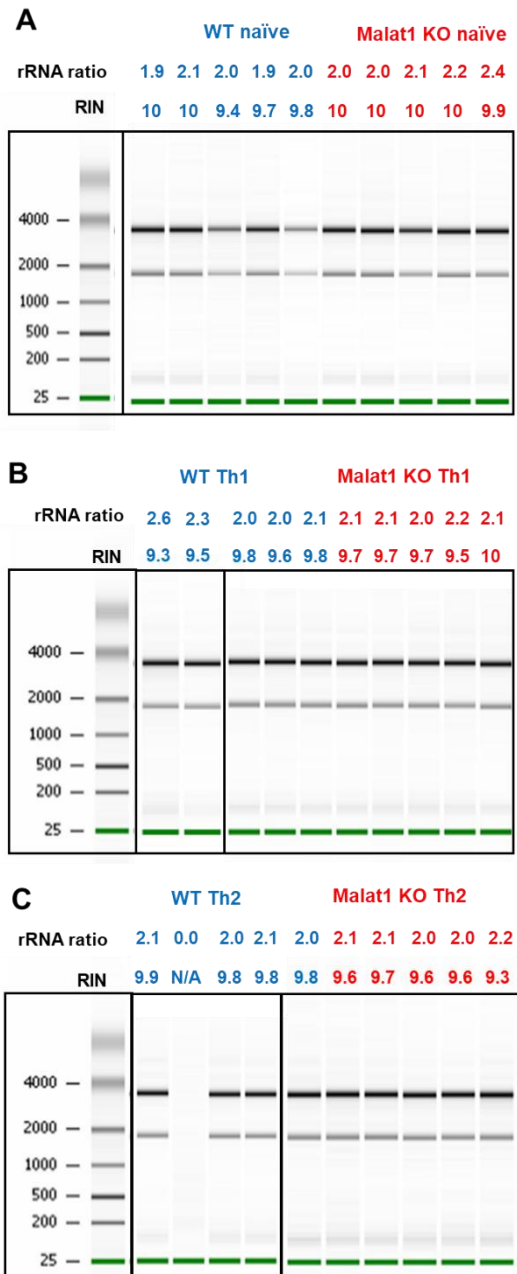 A
WT naïve Malat1 KO naïve
rRNA ratio 1.9 2.1 2.0 1.9 2.0 2.0 2.0 2.1 2.2 2.4
RIN 10 10 9.4 9.7 9.8 10 10 10 10 9.9
4000
2000
1000
500
200
25
B
WT Th1 Malat1 KO Th1
rRNA ratio 2.6 2.3 2.0 2.0 2.1 2.1 2.1 2.0 2.2 2.1
RIN 9.3 9.5 9.8 9.6 9.8 9.7 9.7 9.7 9.5 10
4000
2000
1000
500
200
25
C
WT Th2 Malat1 KO Th2
rRNA ratio 2.1 0.0 2.0 2.1 2.0 2.1 2.1 2.0 2.0 2.2
RIN 9.9 N/A 9.8 9.8 9.8 9.6 9.7 9.6 9.6 9.3
4000
2000
1000
500
200
25